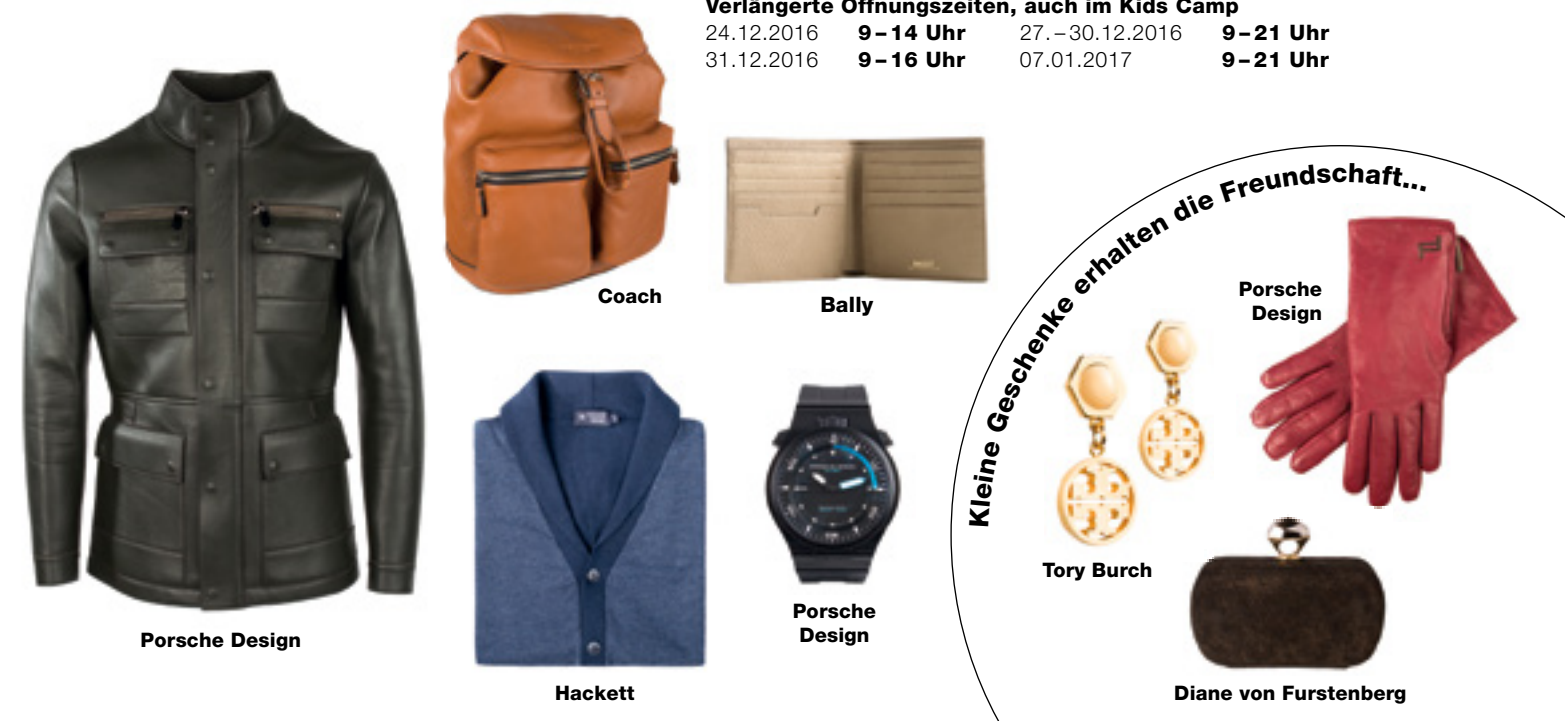 Verlängerte Öffnungszeiten, auch im Kids Camp
24.12.2016 9–14 Uhr 27.–30.12.2016 9–21 Uhr
31.12.2016 9–16 Uhr 07.01.2017 9–21 Uhr
Coach
Bally
Kleine Geschenke erhalten die Freundschaft...
Porsche
Design
Tory Burch
Porsche
Design
Porsche Design
Hackett
Diane von Furstenberg